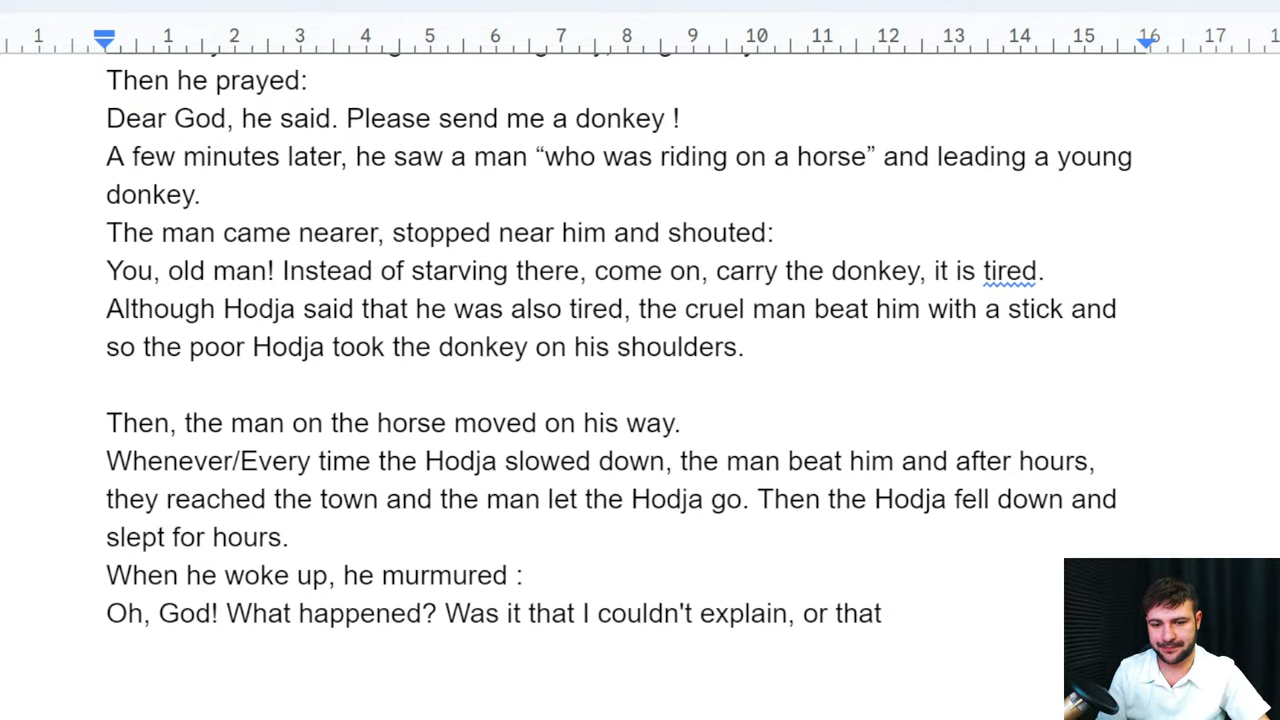 1 1 2 3 4 5 6 7 8 9 10 11 12 13 14 15 16 17
Then he prayed:
Dear God, he said. Please send me a donkey !
A few minutes later, he saw a man “who was riding on a horse” and leading a young
donkey.
The man came nearer, stopped near him and shouted:
You, old man! Instead of starving there, come on, carry the donkey, it is tired.
Although Hodja said that he was also tired, the cruel man beat him with a stick and
so the poor Hodja took the donkey on his shoulders.
Then, the man on the horse moved on his way.
Whenever/Every time the Hodja slowed down, the man beat him and after hours,
they reached the town and the man let the Hodja go. Then the Hodja fell down and
slept for hours.
When he woke up, he murmured :
Oh, God! What happened? Was it that I couldn't explain, or that